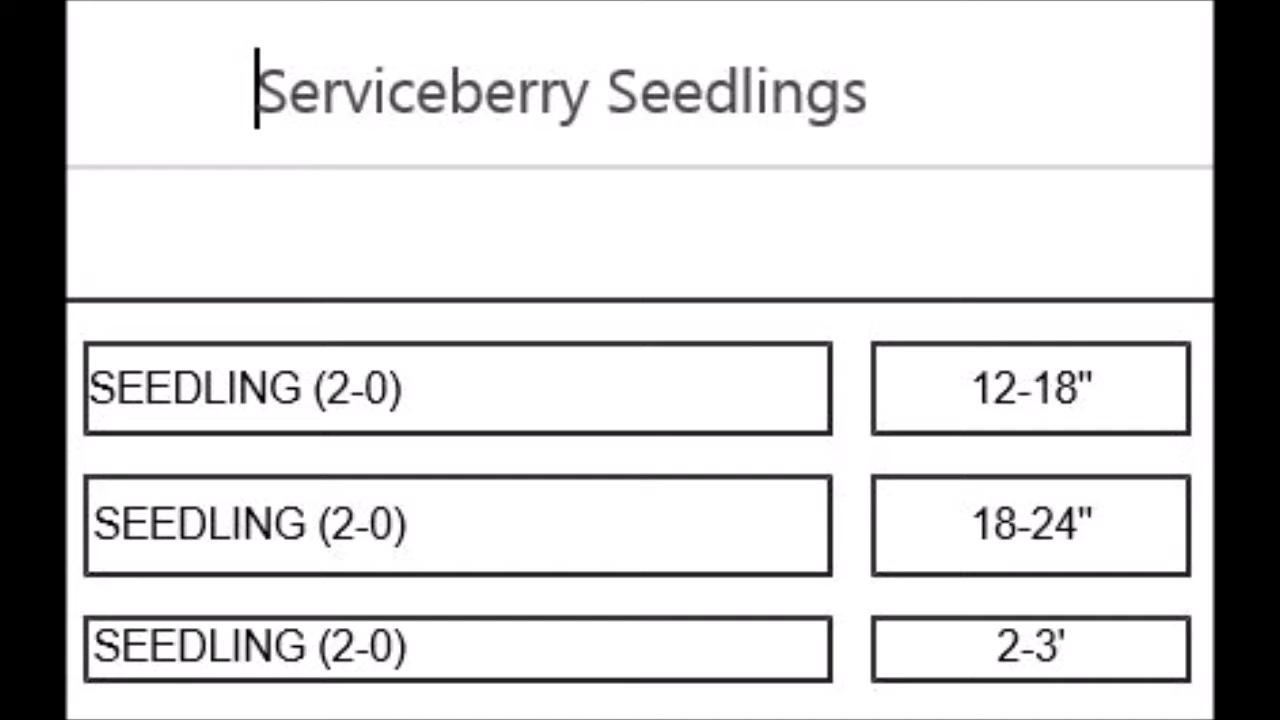 Serviceberry Seedlings
SEEDLING (2-0) 12-18"
SEEDLING (2-0) 18-24"
SEEDLING (2-0) 2-3'